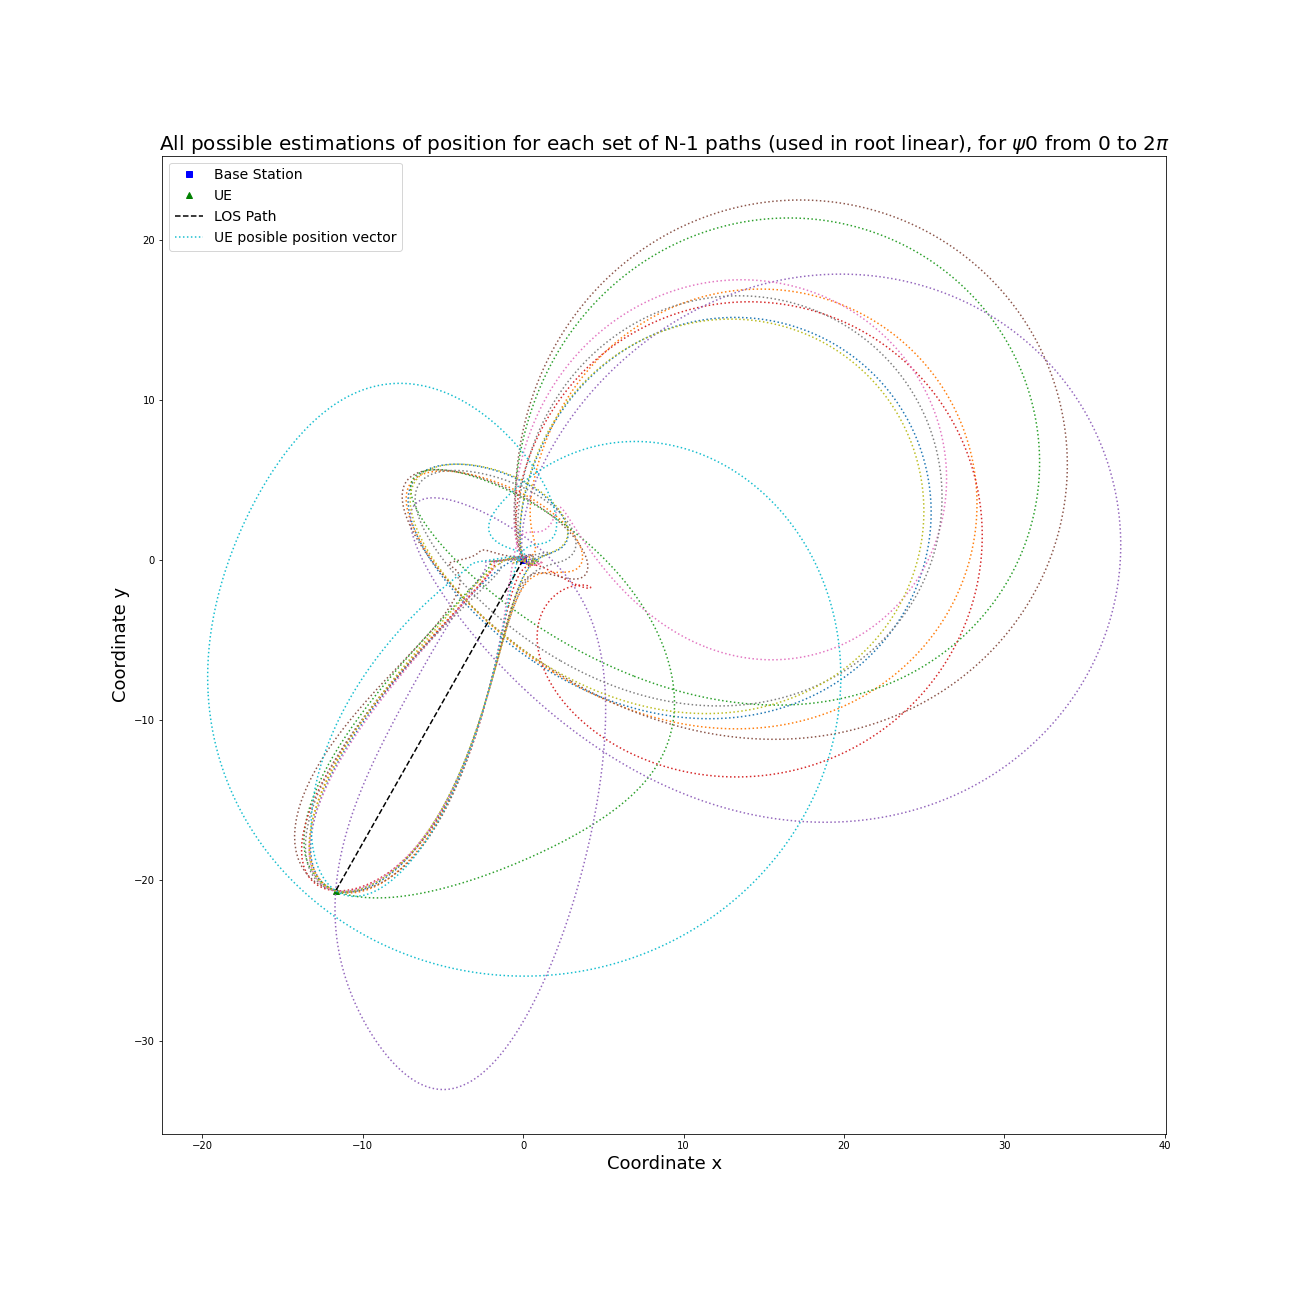 All possible estimations of position for each set of N-1 paths (used in root linear), for ψ0 from 0 to 2π
Base Station
UE
LOS Path
UE posible position vector
20
10
0
−10
−20
−30
Coordinate y
−20
−10
0
10
20
30
40
Coordinate x